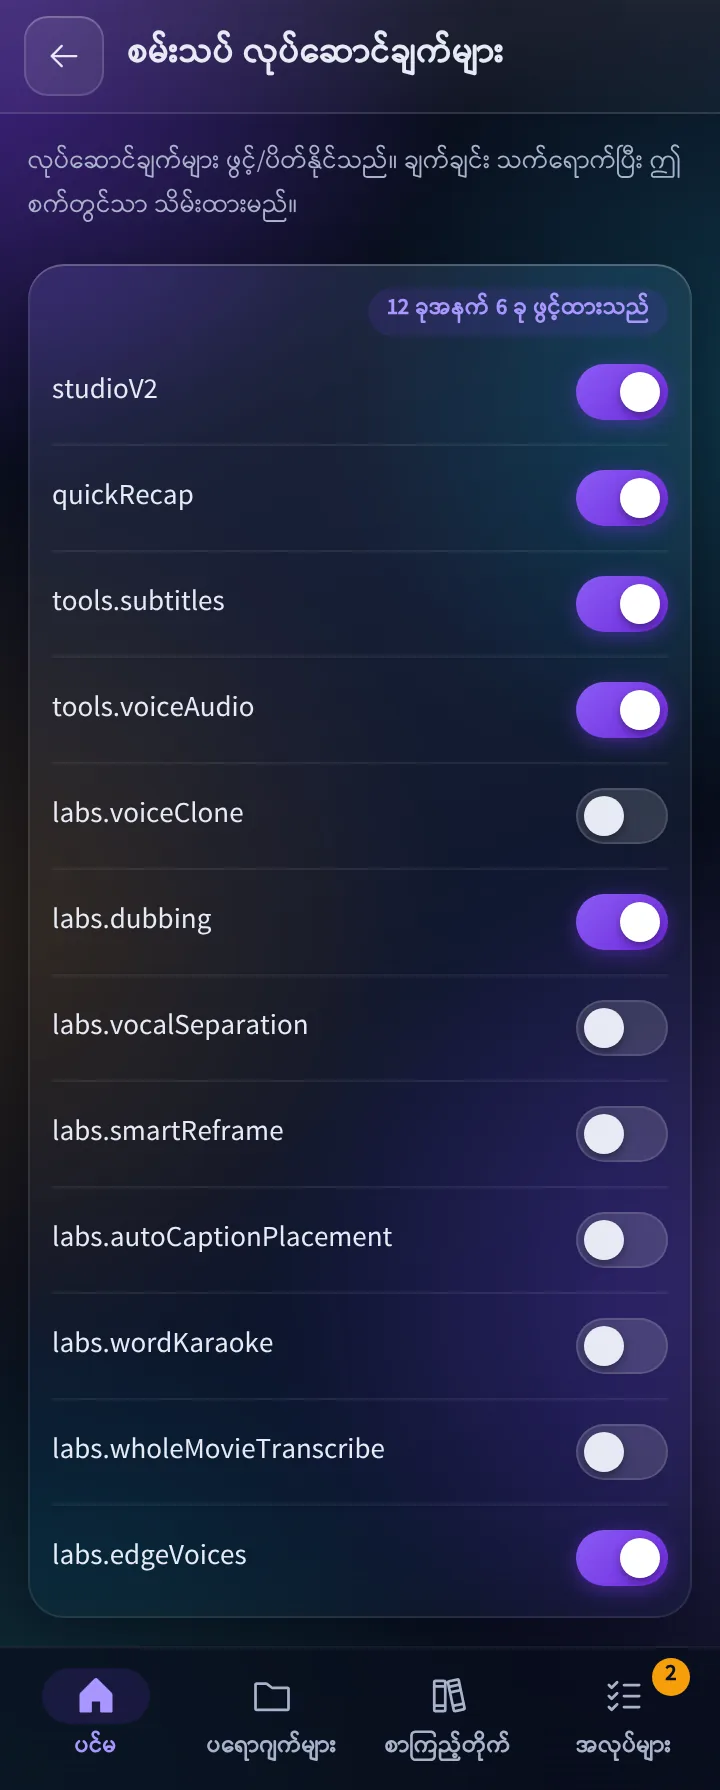 စမ်းသပ် လုပ်ဆောင်ချက်များ
လုပ်ဆောင်ချက်များ ဖွင့်/ပိတ်နိုင်သည်။ ချက်ချင်း သက်ရောက်ပြီး ဤ
စက်တွင်သာ သိမ်းထားမည်။
12 ခုအနက် 6 ခု ဖွင့်ထားသည်
studioV2
quickRecap
tools.subtitles
tools.voiceAudio
labs.voiceClone
labs.dubbing
labs.vocalSeparation
labs.smartReframe
labs.autoCaptionPlacement
labs.wordKaraoke
labs.wholeMovieTranscribe
labs.edgeVoices
2
ပင်မ ပရောဂျက်များ စာကြည့်တိုက် အလုပ်များ